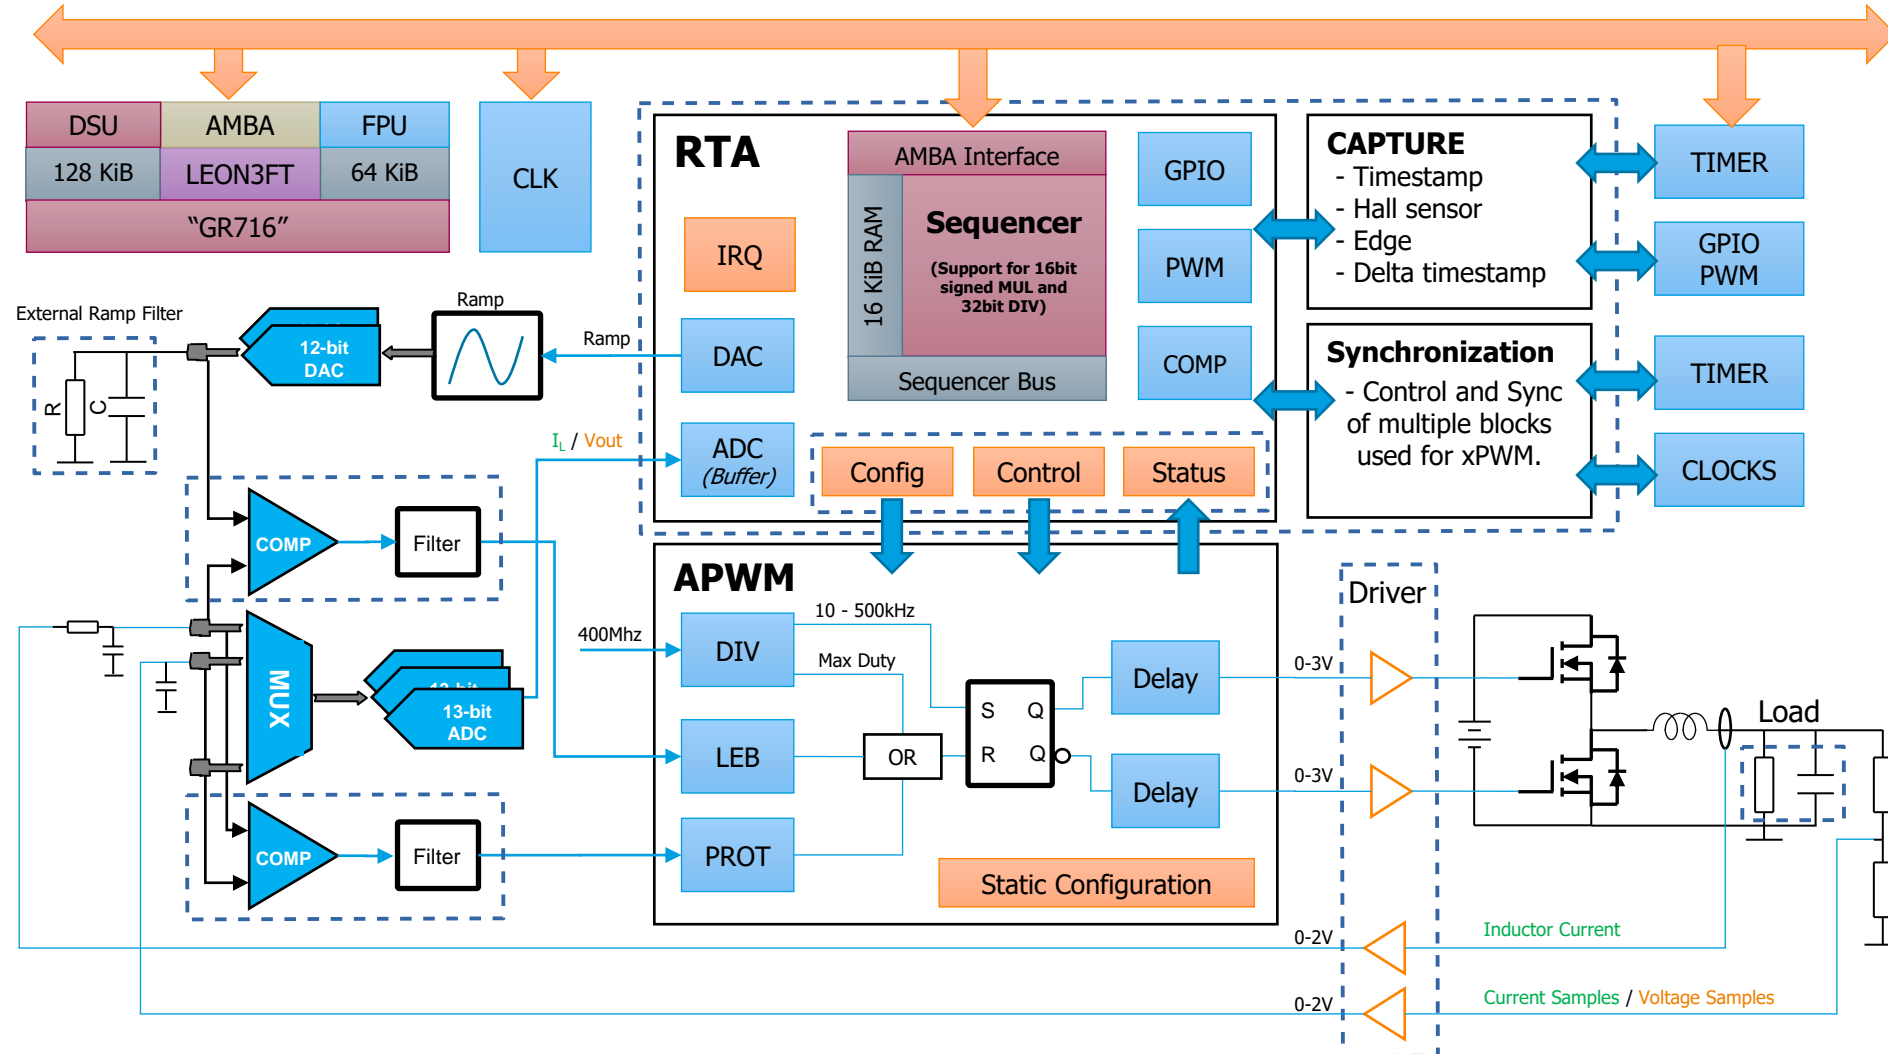 DSU
AMBA
FPU
128 KiB
LEON3FT
64 KiB
“GR716”
CLK
RTA
AMBA Interface
16 KiB RAM
Sequencer
(Support for 16bit
signed MUL and
32bit DIV)
Sequencer Bus
IRQ
DAC
ADC
(Buffer)
GPIO
PWM
COMP
Config
Control
Status
CAPTURE
- Timestamp
- Hall sensor
- Edge
- Delta timestamp
Synchronization
- Control and Sync
of multiple blocks
used for xPWM.
TIMER
GPIO
PWM
TIMER
CLOCKS
External Ramp Filter
R
C
12-bit
DAC
Ramp
Ramp
IL / Vout
COMP
Filter
MUX
13-bit
ADC
COMP
Filter
APWM
400Mhz
DIV
10 - 500kHz
Max Duty
LEB
PROT
OR
S
Q
R
Q
Delay
Delay
Static Configuration
Driver
0-3V
0-3V
0-2V
0-2V
Load
Inductor Current
Current Samples / Voltage Samples